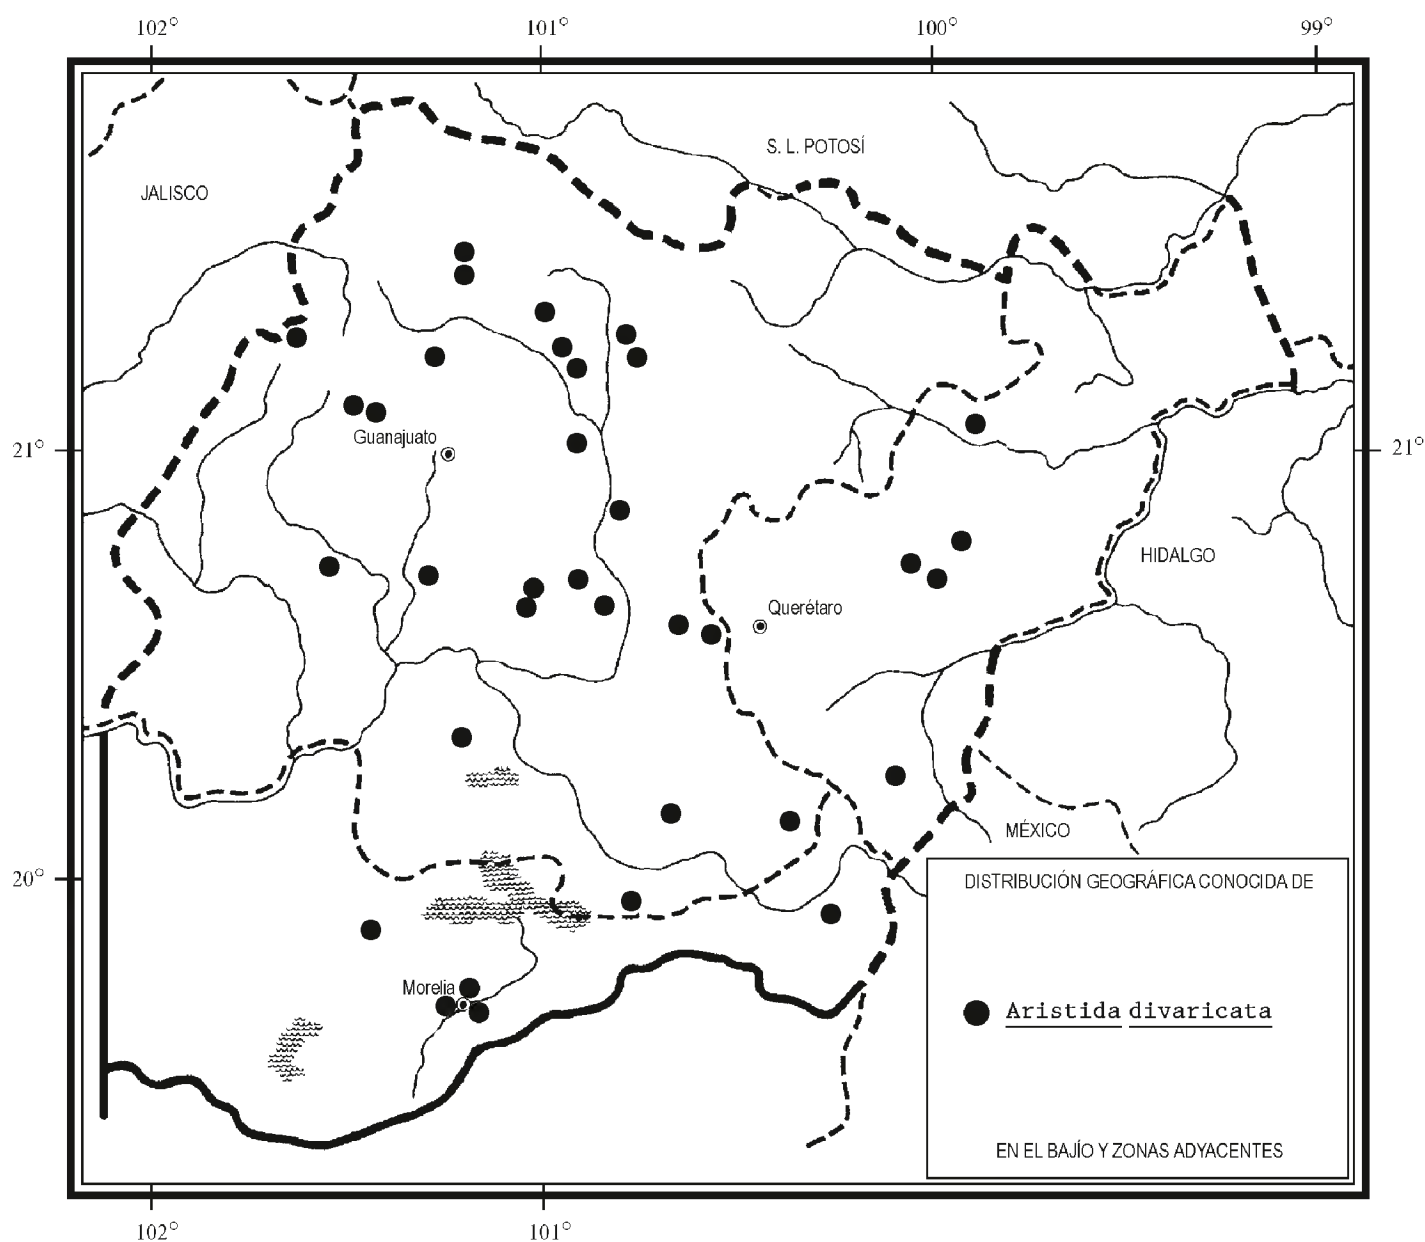 102° 101° 100° 99°
S. L. POTOSÍ
JALISCO
Guanajuato
21° 21°
HIDALGO
Querétaro
MÉXICO
20°
DISTRIBUCIÓN GEOGRÁFICA CONOCIDA DE
Morelia
Aristida divaricata
EN EL BAJÍO Y ZONAS ADYACENTES
102° 101°